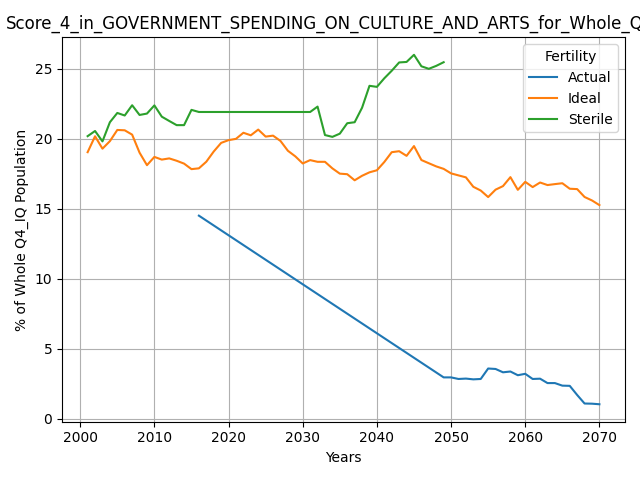 Score_4_in_GOVERNMENT_SPENDING_ON_CULTURE_AND_ARTS_for_Whole_Q
Fertility
Actual
Ideal
Sterile
% of Whole Q4_IQ Population
25
20
15
10
5
0
2000 2010 2020 2030 2040 2050 2060 2070
Years